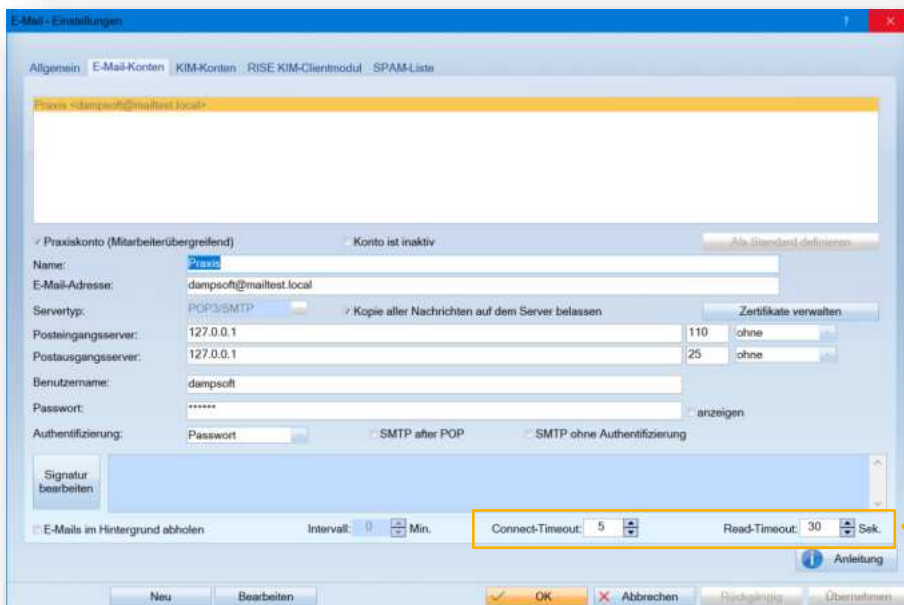 E-Mail - Einstellungen ?
Allgemein E-Mail-Konten KIM-Konten RISE KIM-Clientmodul SPAM-Liste
Praxis <dampsoft@mailtest.local>
Praxiskonto (Mitarbeiterübergreifend) Konto ist inaktiv Als Standard definieren
Name: Praxis
E-Mail-Adresse: dampsoft@mailtest.local
Servertyp: POP3/SMTP Kopie aller Nachrichten auf dem Server belassen Zertifikate verwalten
Posteingangsserver: 127.0.0.1 110 ohne
Postausgangsserver: 127.0.0.1 25 ohne
Benutzername: dampsoft
Passwort: ****** anzeigen
Authentifizierung: Passwort SMTP after POP SMTP ohne Authentifizierung
Signatur
bearbeiten
E-Mails im Hintergrund abholen Intervall: 0 Min. Connect-Timeout: 5 Read-Timeout: 30 Sek.
Anleitung
Neu Bearbeiten OK Abbrechen Rückgängig Übernehmen